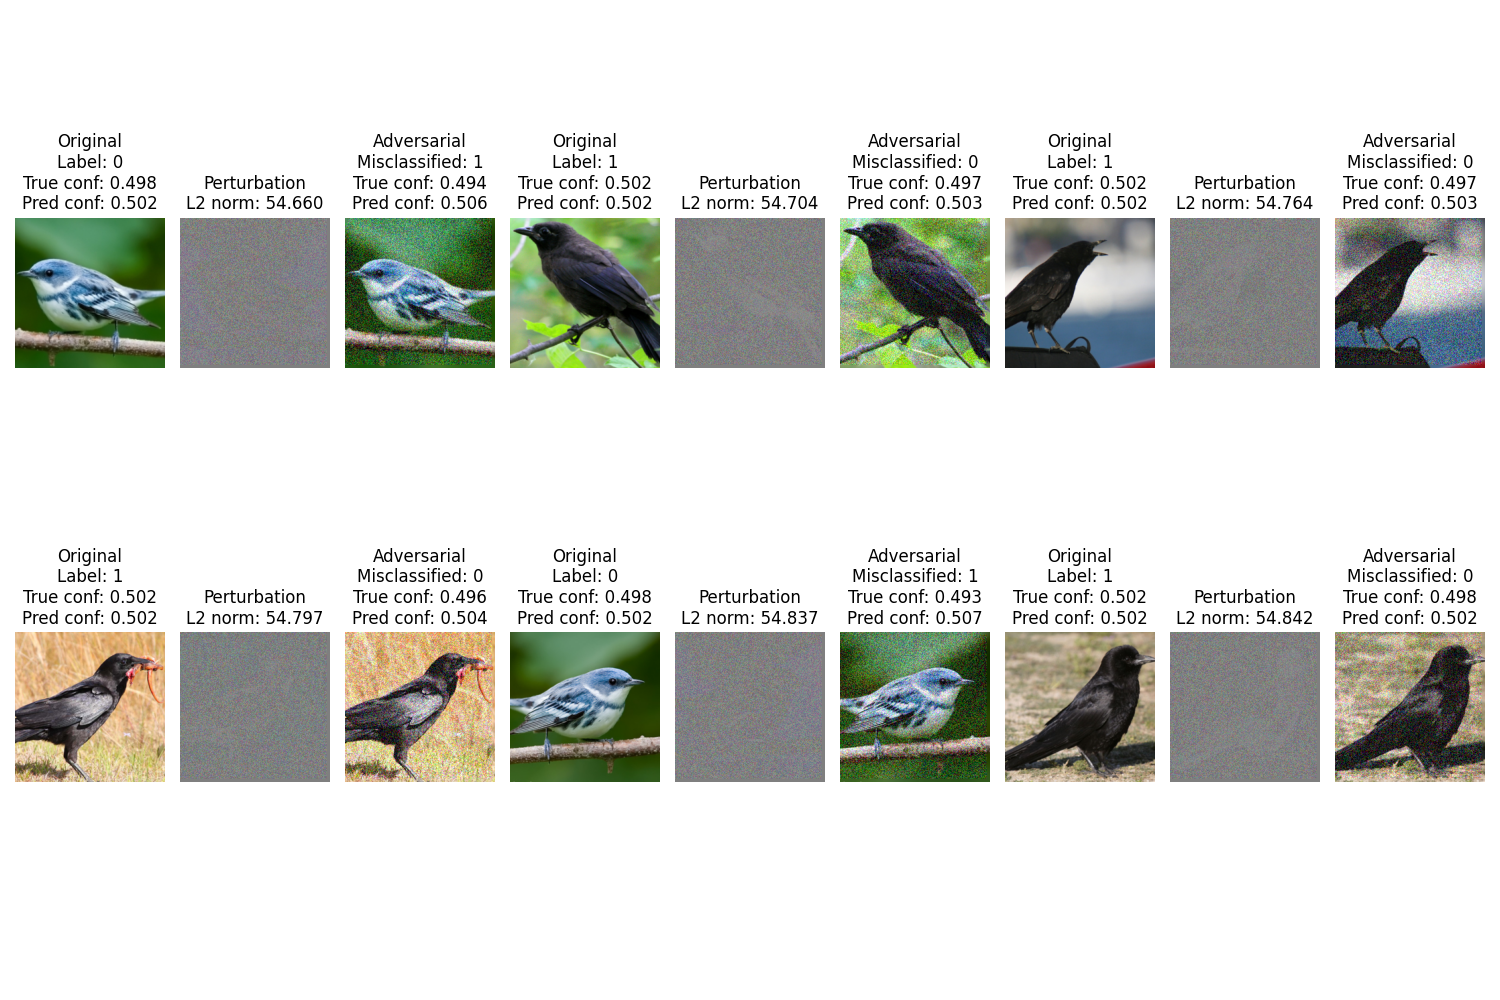 Original
Label: 0
True conf: 0.498
Pred conf: 0.502
Perturbation
L2 norm: 54.660
Adversarial
Misclassified: 1
True conf: 0.494
Pred conf: 0.506
Original
Label: 1
True conf: 0.502
Pred conf: 0.502
Perturbation
L2 norm: 54.704
Adversarial
Misclassified: 0
True conf: 0.497
Pred conf: 0.503
Original
Label: 1
True conf: 0.502
Pred conf: 0.502
Perturbation
L2 norm: 54.764
Adversarial
Misclassified: 0
True conf: 0.497
Pred conf: 0.503
Original
Label: 1
True conf: 0.502
Pred conf: 0.502
Perturbation
L2 norm: 54.797
Adversarial
Misclassified: 0
True conf: 0.496
Pred conf: 0.504
Original
Label: 0
True conf: 0.498
Pred conf: 0.502
Perturbation
L2 norm: 54.837
Adversarial
Misclassified: 1
True conf: 0.493
Pred conf: 0.507
Original
Label: 1
True conf: 0.502
Pred conf: 0.502
Perturbation
L2 norm: 54.842
Adversarial
Misclassified: 0
True conf: 0.498
Pred conf: 0.502